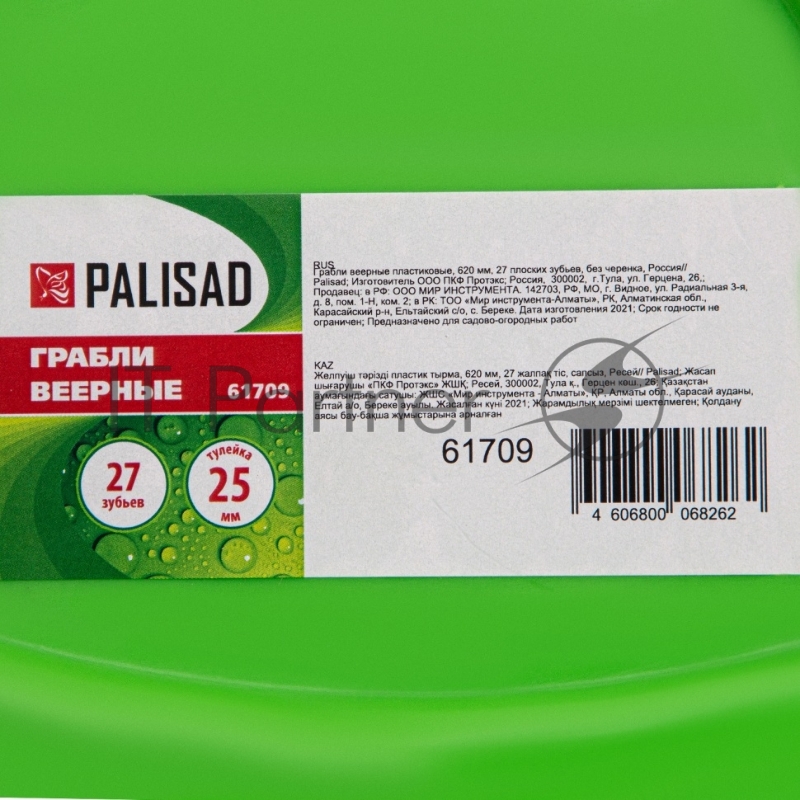 PALISAD
ГРАБЛИ
ВЕЕРНЫЕ 61709
27
зубьев
тулейка
25
мм
RUS
Грабли веерные пластиковые, 620 мм, 27 плоских зубьев, без черенка, Россия//
Palisad; Изготовитель ООО ПКФ Протэкс; Россия, 300002, г.Тула, ул. Герцена, 26,;
Продавец: в РФ: ООО МИР ИНСТРУМЕНТА. 142703, РФ, МО, г. Видное, ул. Радиальная 3-я,
д. 8, пом. 1-Н, ком. 2; в РК: ТОО «Мир инструмента-Алматы», РК, Алматинская обл.,
Карасайский р-н, Ельтайский с/о, с. Береке. Дата изготовления 2021; Срок годности не
ограничен; Предназначено для садово-огородных работ
KAZ
Желпуіш тәрізді пластик тырма, 620 мм, 27 жалпақ тіс, сапсыз, Ресей// Palisad; Жасап
шығарушы «ПКФ Протэкс» ЖШҚ; Ресей, 300002, Тула қ., Герцен көш., 26; Қазақстан
аумағындағы сатушы: ЖШС «Мир инструмента-Алматы», ҚР, Алматы обл., Қарасай ауданы,
Елтай а/о, Береке ауылы. Жасалған күні 2021; Жарамдылық мерзімі шектелмеген; Қолдану
аясы бау-бақша жұмыстарына арналған
61709
4 606800 068262
IT Partner